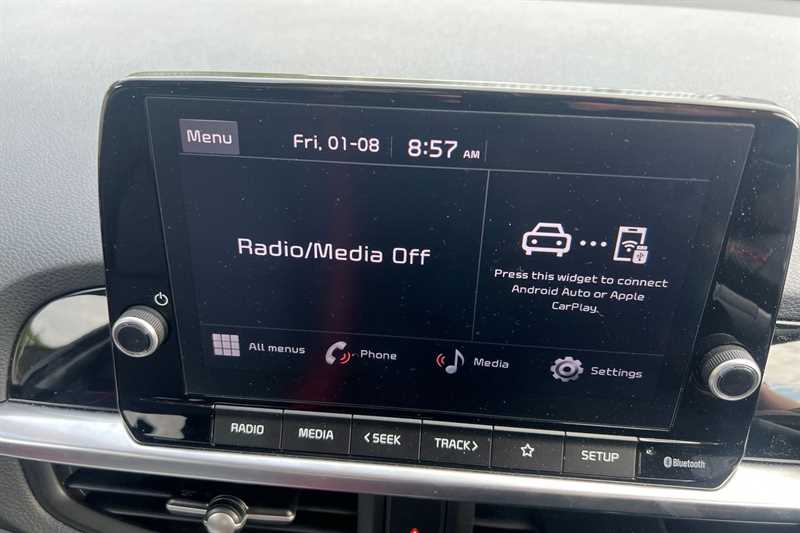 Menu
Fri, 01-08
8:57 AM
Radio/Media Off
Press this widget to connect
Android Auto or Apple
CarPlay.
All menus
Phone
Media
Settings
RADIO
MEDIA
<SEEK
TRACK>
SETUP
Bluetooth